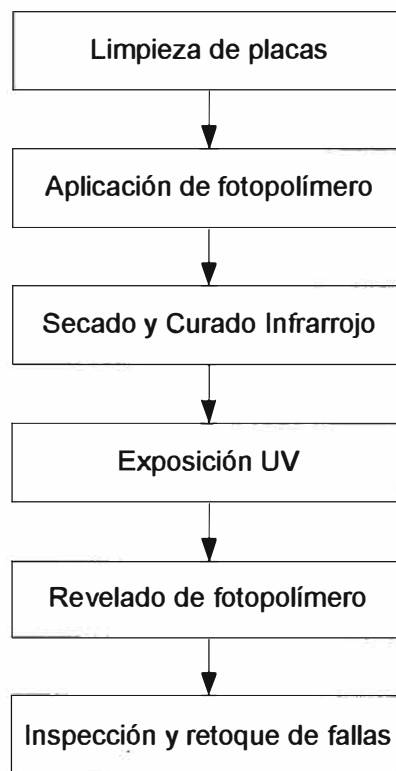 Limpieza de placas
Aplicación de fotopolímero
Secado y Curado Infrarrojo
Exposición UV
Revelado de fotopolímero
Inspección y retoque de fallas